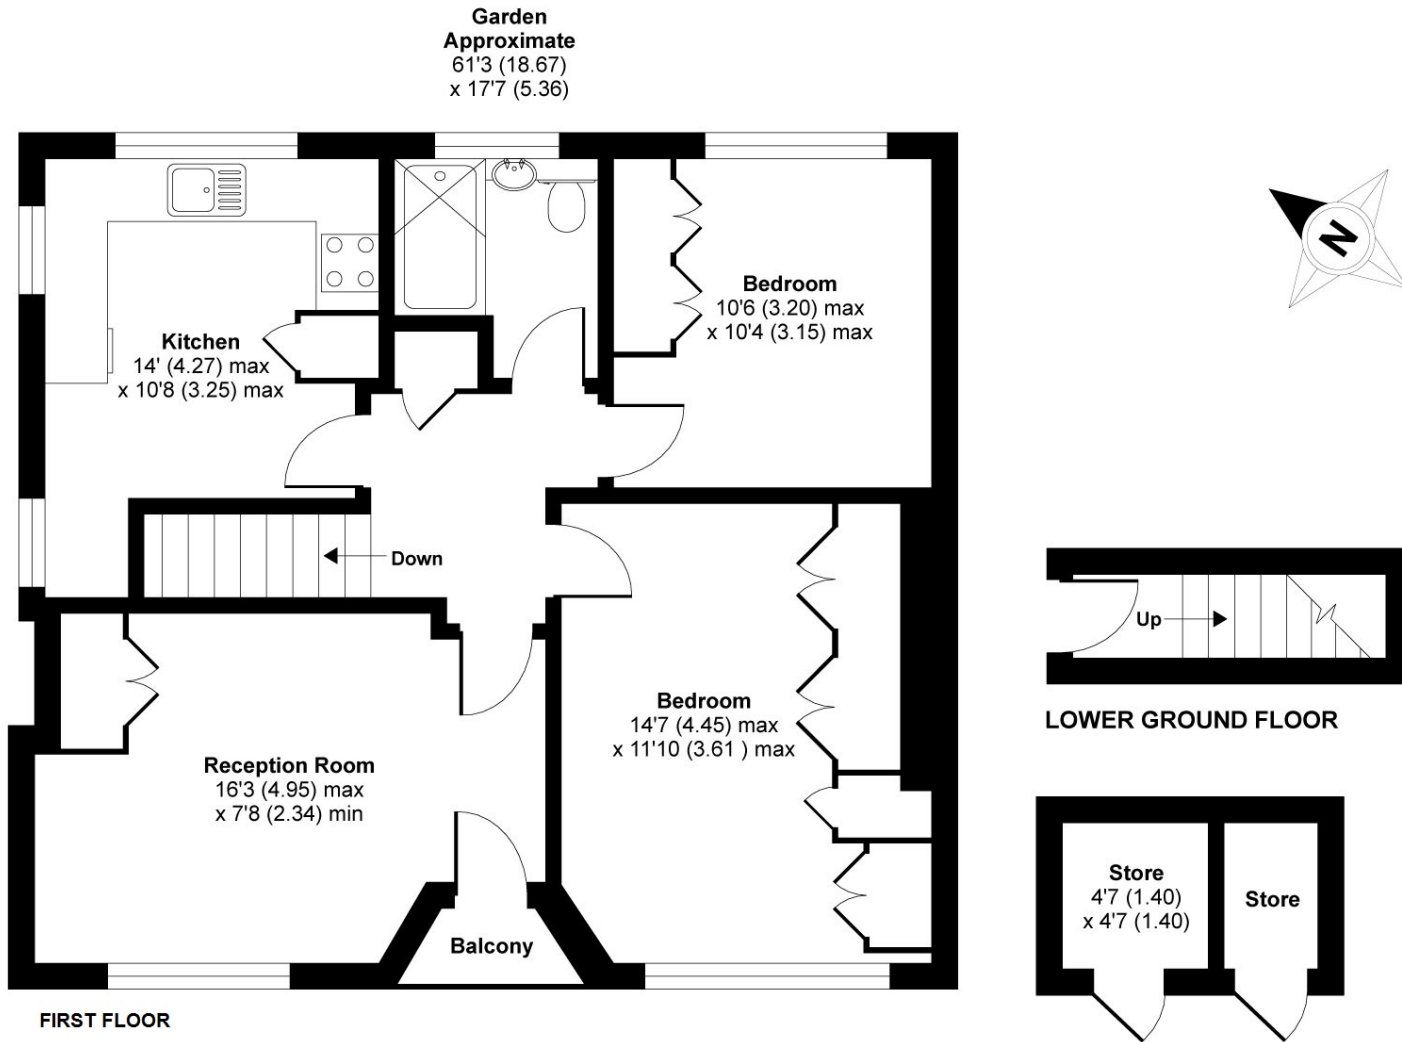 Garden
Approximate
61'3 (18.67)
x 17'7 (5.36)
Kitchen
14' (4.27) max
x 10'8 (3.25) max
Bedroom
10'6 (3.20) max
x 10'4 (3.15) max
N
Down
Up
LOWER GROUND FLOOR
Reception Room
16'3 (4.95) max
x 7'8 (2.34) min
Bedroom
14'7 (4.45) max
x 11'10 (3.61 ) max
Balcony
Store
4'7 (1.40)
x 4'7 (1.40)
Store
FIRST FLOOR